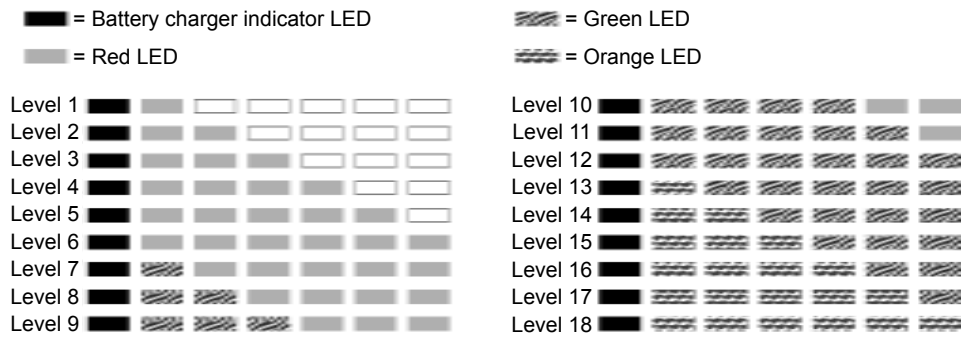 = Battery charger indicator LED
= Green LED
= Red LED
= Orange LED
Level 1
Level 2
Level 3
Level 4
Level 5
Level 6
Level 7
Level 8
Level 9
Level 10
Level 11
Level 12
Level 13
Level 14
Level 15
Level 16
Level 17
Level 18